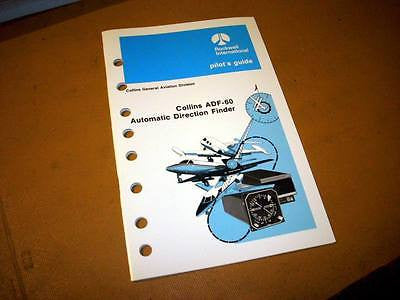 Rockwell
International
pilot's guide
Collins General Aviation Division
Collins ADF-60
Automatic Direction Finder